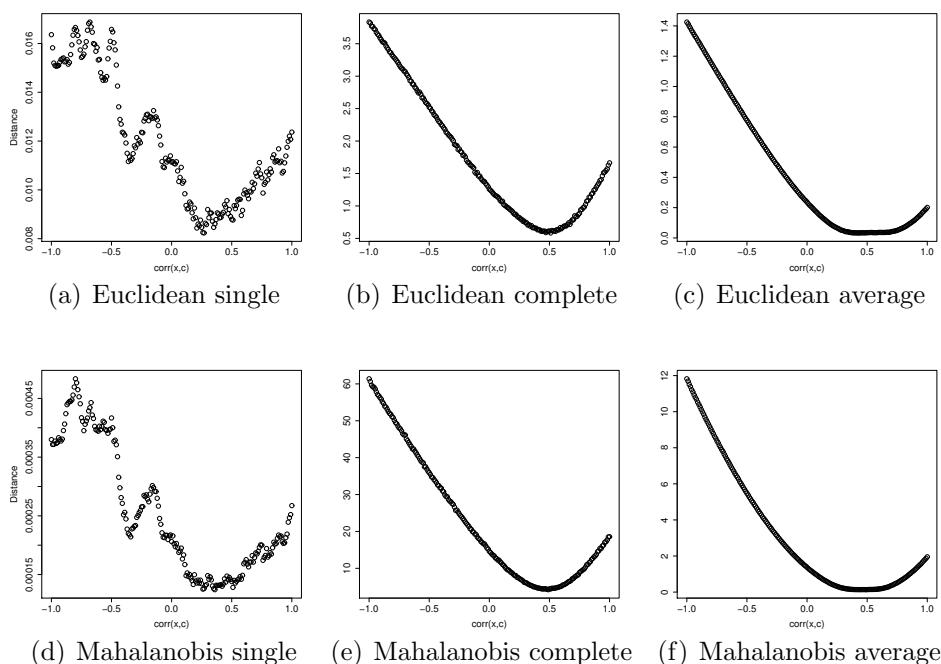 Distance
0.016
0.014
0.012
0.010
0.008
−1.0 −0.5 0.0 0.5 1.0
corr(x,c)
(a) Euclidean single
3.5
3.0
2.5
2.0
1.5
1.0
0.5
−1.0 −0.5 0.0 0.5 1.0
corr(x,c)
(b) Euclidean complete
1.4
1.2
1.0
0.8
0.6
0.4
0.2
0.0
−1.0 −0.5 0.0 0.5 1.0
corr(x,c)
(c) Euclidean average
Distance
0.00045
0.00035
0.00025
0.00015
−1.0 −0.5 0.0 0.5 1.0
corr(x,c)
(d) Mahalanobis single
60
50
40
30
20
10
−1.0 −0.5 0.0 0.5 1.0
corr(x,c)
(e) Mahalanobis complete
12
10
8
6
4
2
0
−1.0 −0.5 0.0 0.5 1.0
corr(x,c)
(f) Mahalanobis average